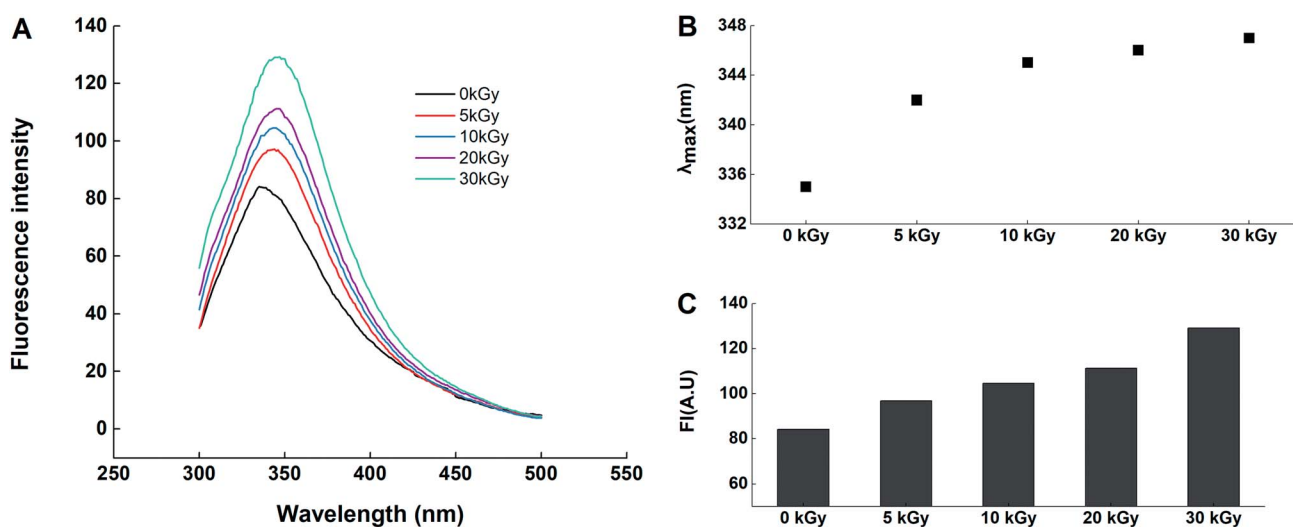 A
140
120
100
80
60
40
20
0
Fluorescence intensity
0kGy
5kGy
10kGy
20kGy
30kGy
250 300 350 400 450 500 550
Wavelength (nm)
B
348
344
340
336
332
λmax(nm)
0 kGy 5 kGy 10 kGy 20 kGy 30 kGy
C
140
120
100
80
60
FI(A.U)
0 kGy 5 kGy 10 kGy 20 kGy 30 kGy